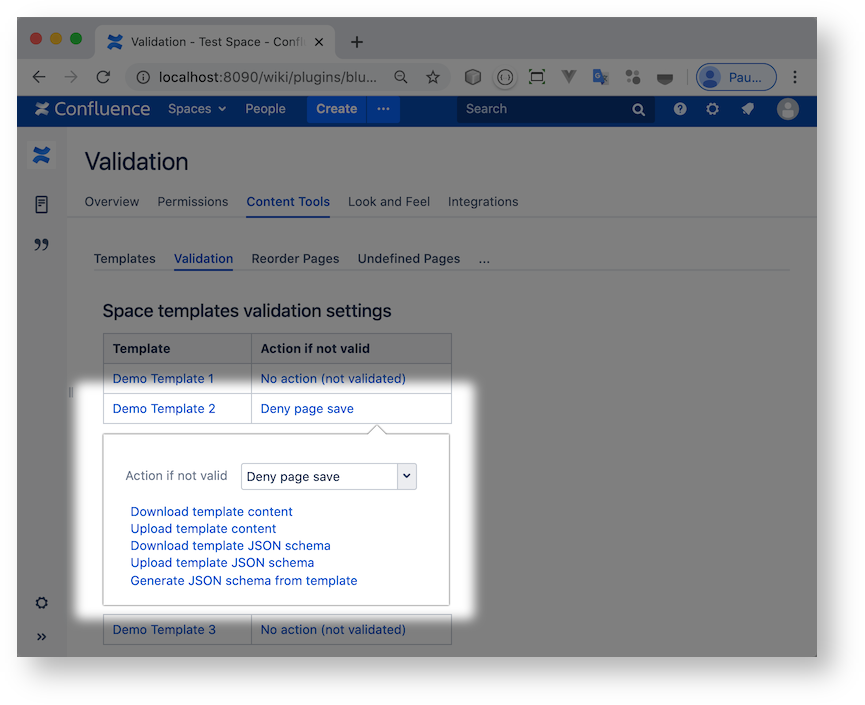 Validation - Test Space - Confl
localhost:8090/wiki/plugins/blu...
Pau...
Confluence Spaces People Create ... Search
Validation
Overview Permissions Content Tools Look and Feel Integrations
Templates Validation Reorder Pages Undefined Pages ...
Space templates validation settings
Template Action if not valid
Demo Template 1 No action (not validated)
Demo Template 2 Deny page save
Action if not valid Deny page save
Download template content
Upload template content
Download template JSON schema
Upload template JSON schema
Generate JSON schema from template
Demo Template 3 No action (not validated)